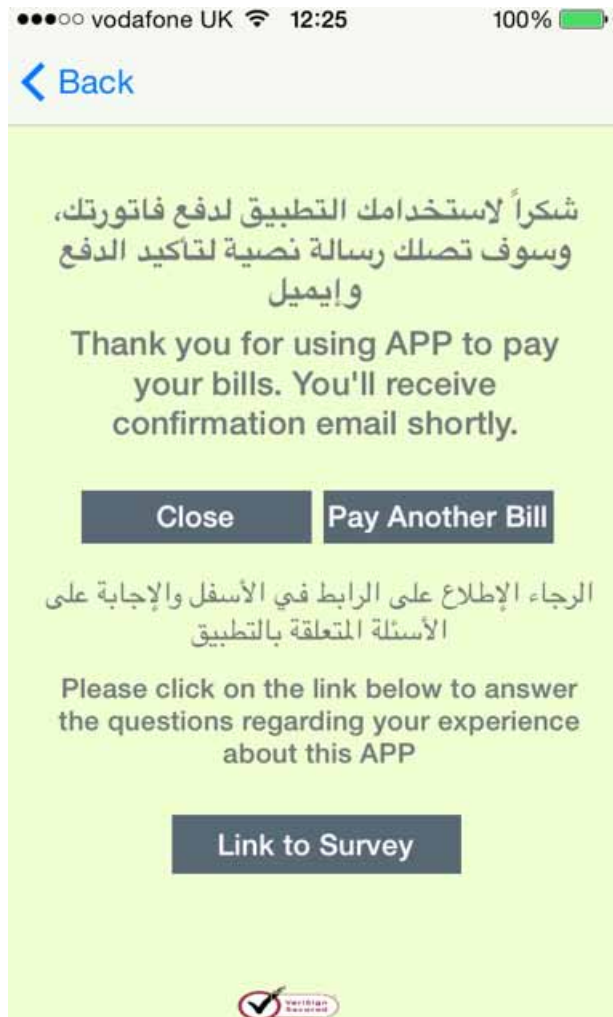 vodafone UK 12:25 100%
Back
شكراً لاستخدامك التطبيق لدفع فاتورتك،
وسوف تصلك رسالة نصية لتأكيد الدفع
وإيميل
Thank you for using APP to pay
your bills. You'll receive
confirmation email shortly.
Close Pay Another Bill
الرجاء الإطلاع على الرابط في الأسفل والإجابة على
الأسئلة المتعلقة بالتطبيق
Please click on the link below to answer
the questions regarding your experience
about this APP
Link to Survey
VeriSign
Secured